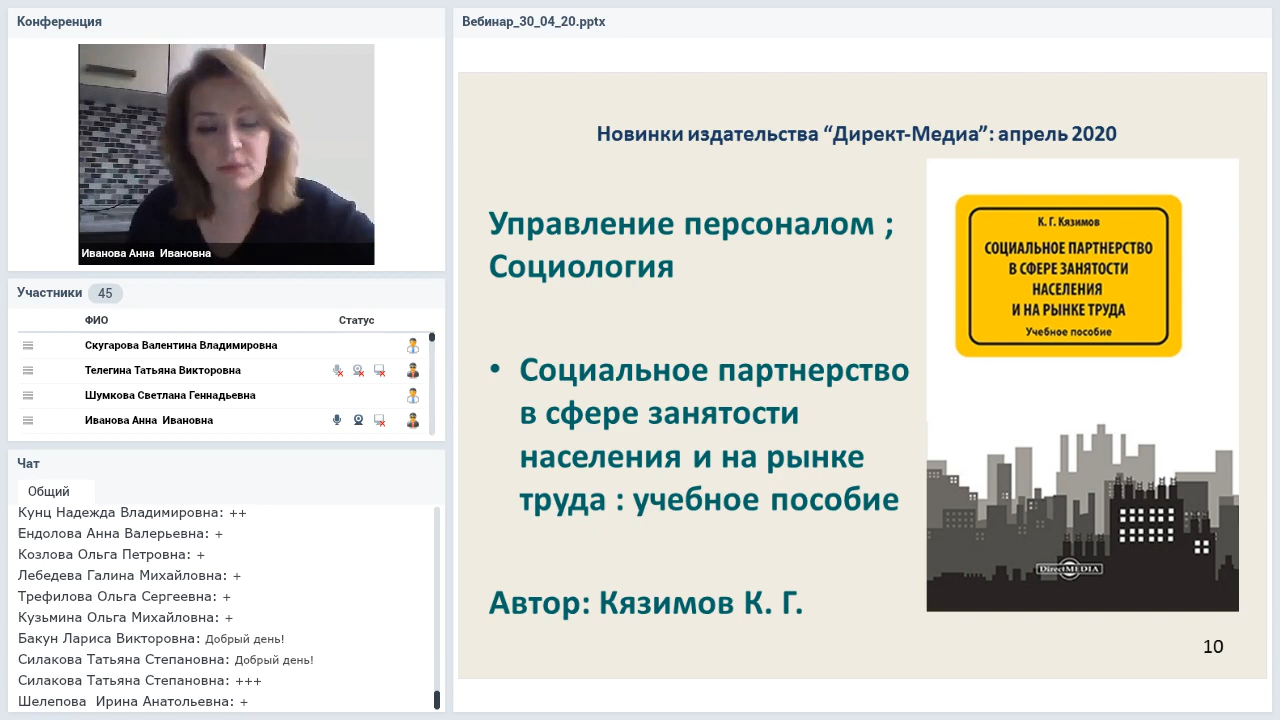 Конференция
Иванова Анна  Ивановна
Участники 45
ФИО Статус
Скугарова Валентина Владимировна
Телегина Татьяна Викторовна
Шумкова Светлана Геннадьевна
Иванова Анна  Ивановна
Чат
Общий
Кунц Надежда Владимировна: ++
Ендолова Анна Валерьевна: +
Козлова Ольга Петровна: +
Лебедева Галина Михайловна: +
Трефилова Ольга Сергеевна: +
Кузьмина Ольга Михайловна: +
Бакун Лариса Викторовна: Добрый день!
Силакова Татьяна Степановна: Добрый день!
Силакова Татьяна Степановна: +++
Шелепова  Ирина Анатольевна: +
Вебинар_30_04_20.pptx
Новинки издательства “Директ-Медиа”: апрель 2020
Управление персоналом ;
Социология
• Социальное партнерство
в сфере занятости
населения и на рынке
труда : учебное пособие
Автор: Кязимов К. Г.
К. Г. Кязимов
СОЦИАЛЬНОЕ ПАРТНЕРСТВО
В СФЕРЕ ЗАНЯТОСТИ
НАСЕЛЕНИЯ
И НА РЫНКЕ ТРУДА
Учебное пособие
DirectMEDIA
10